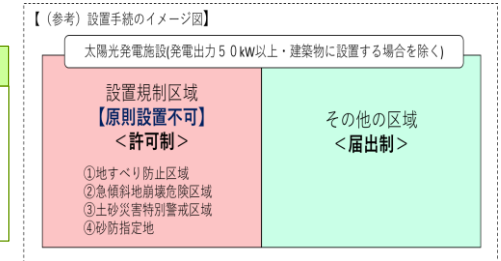 【（参考）設置手続のイメージ図】
太陽光発電施設(発電出力５０kW以上・建築物に設置する場合を除く)
設置規制区域
【原則設置不可】
＜許可制＞
①地すべり防止区域
②急傾斜地崩壊危険区域
③土砂災害特別警戒区域
④砂防指定地
その他の区域
＜届出制＞